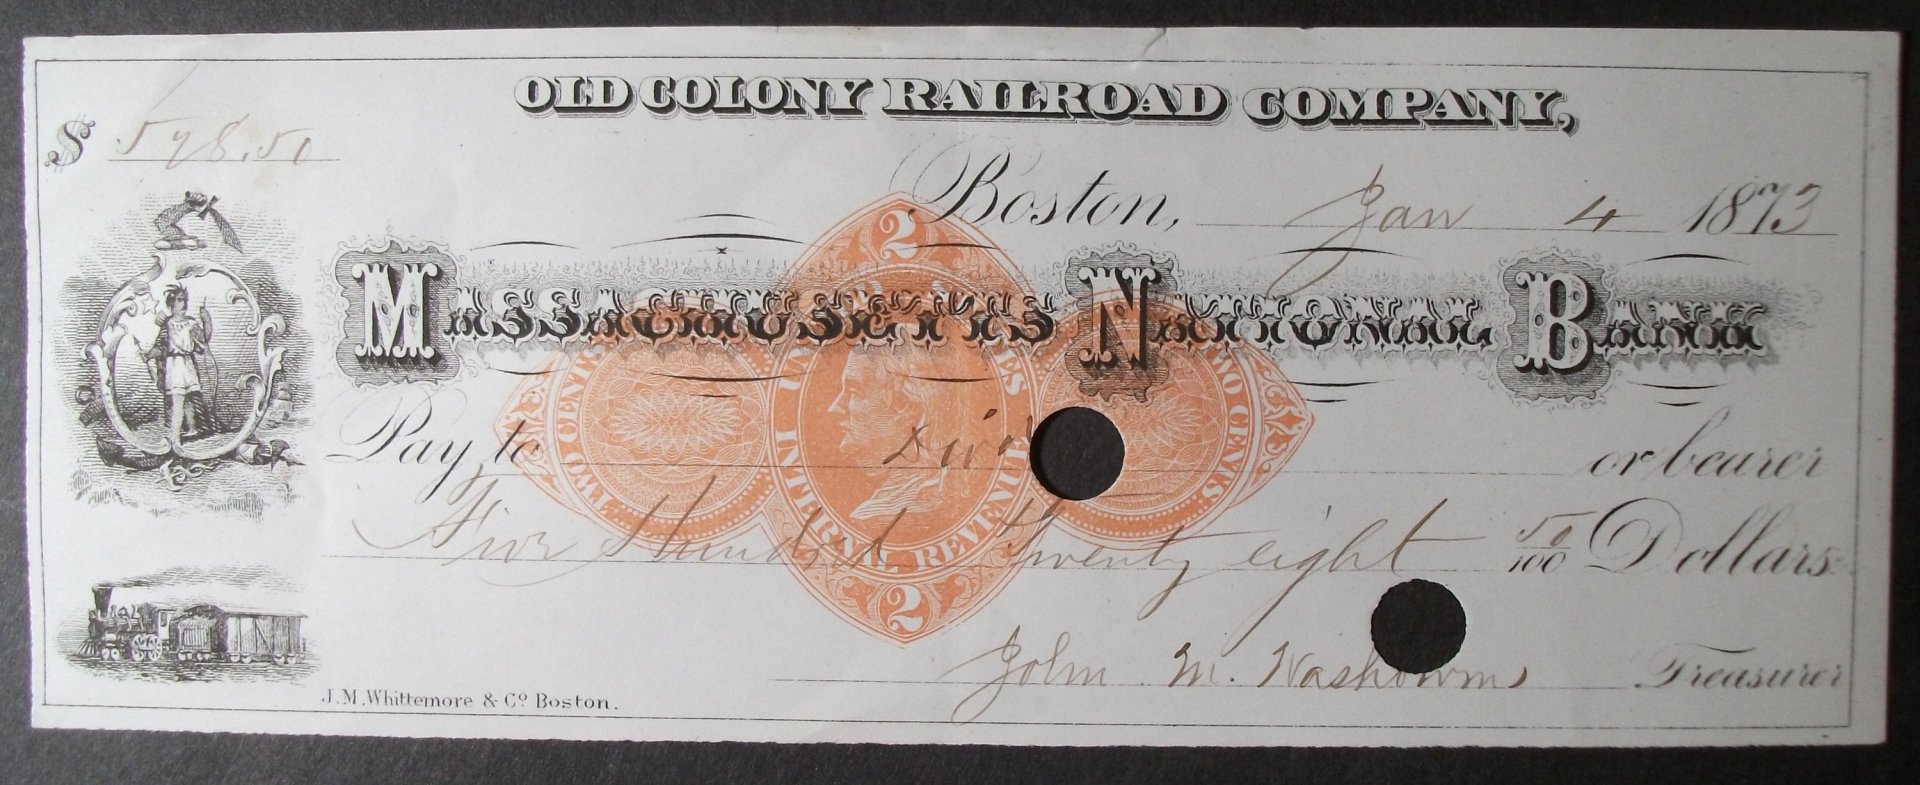 OLD COLONY RAILROAD COMPANY,
$ 528.50
Boston, Jan 4 1873
MASSACHUSETTS NATIONAL BANK
Pay to or bearer
Five Hundred Twenty eight 50/100 Dollars
John M. Washburn Treasurer
J.M.Whittemore & Co Boston.
2
UNITED STATES
INTERNAL REVENUE
TWO CENTS
TWO CENTS
2